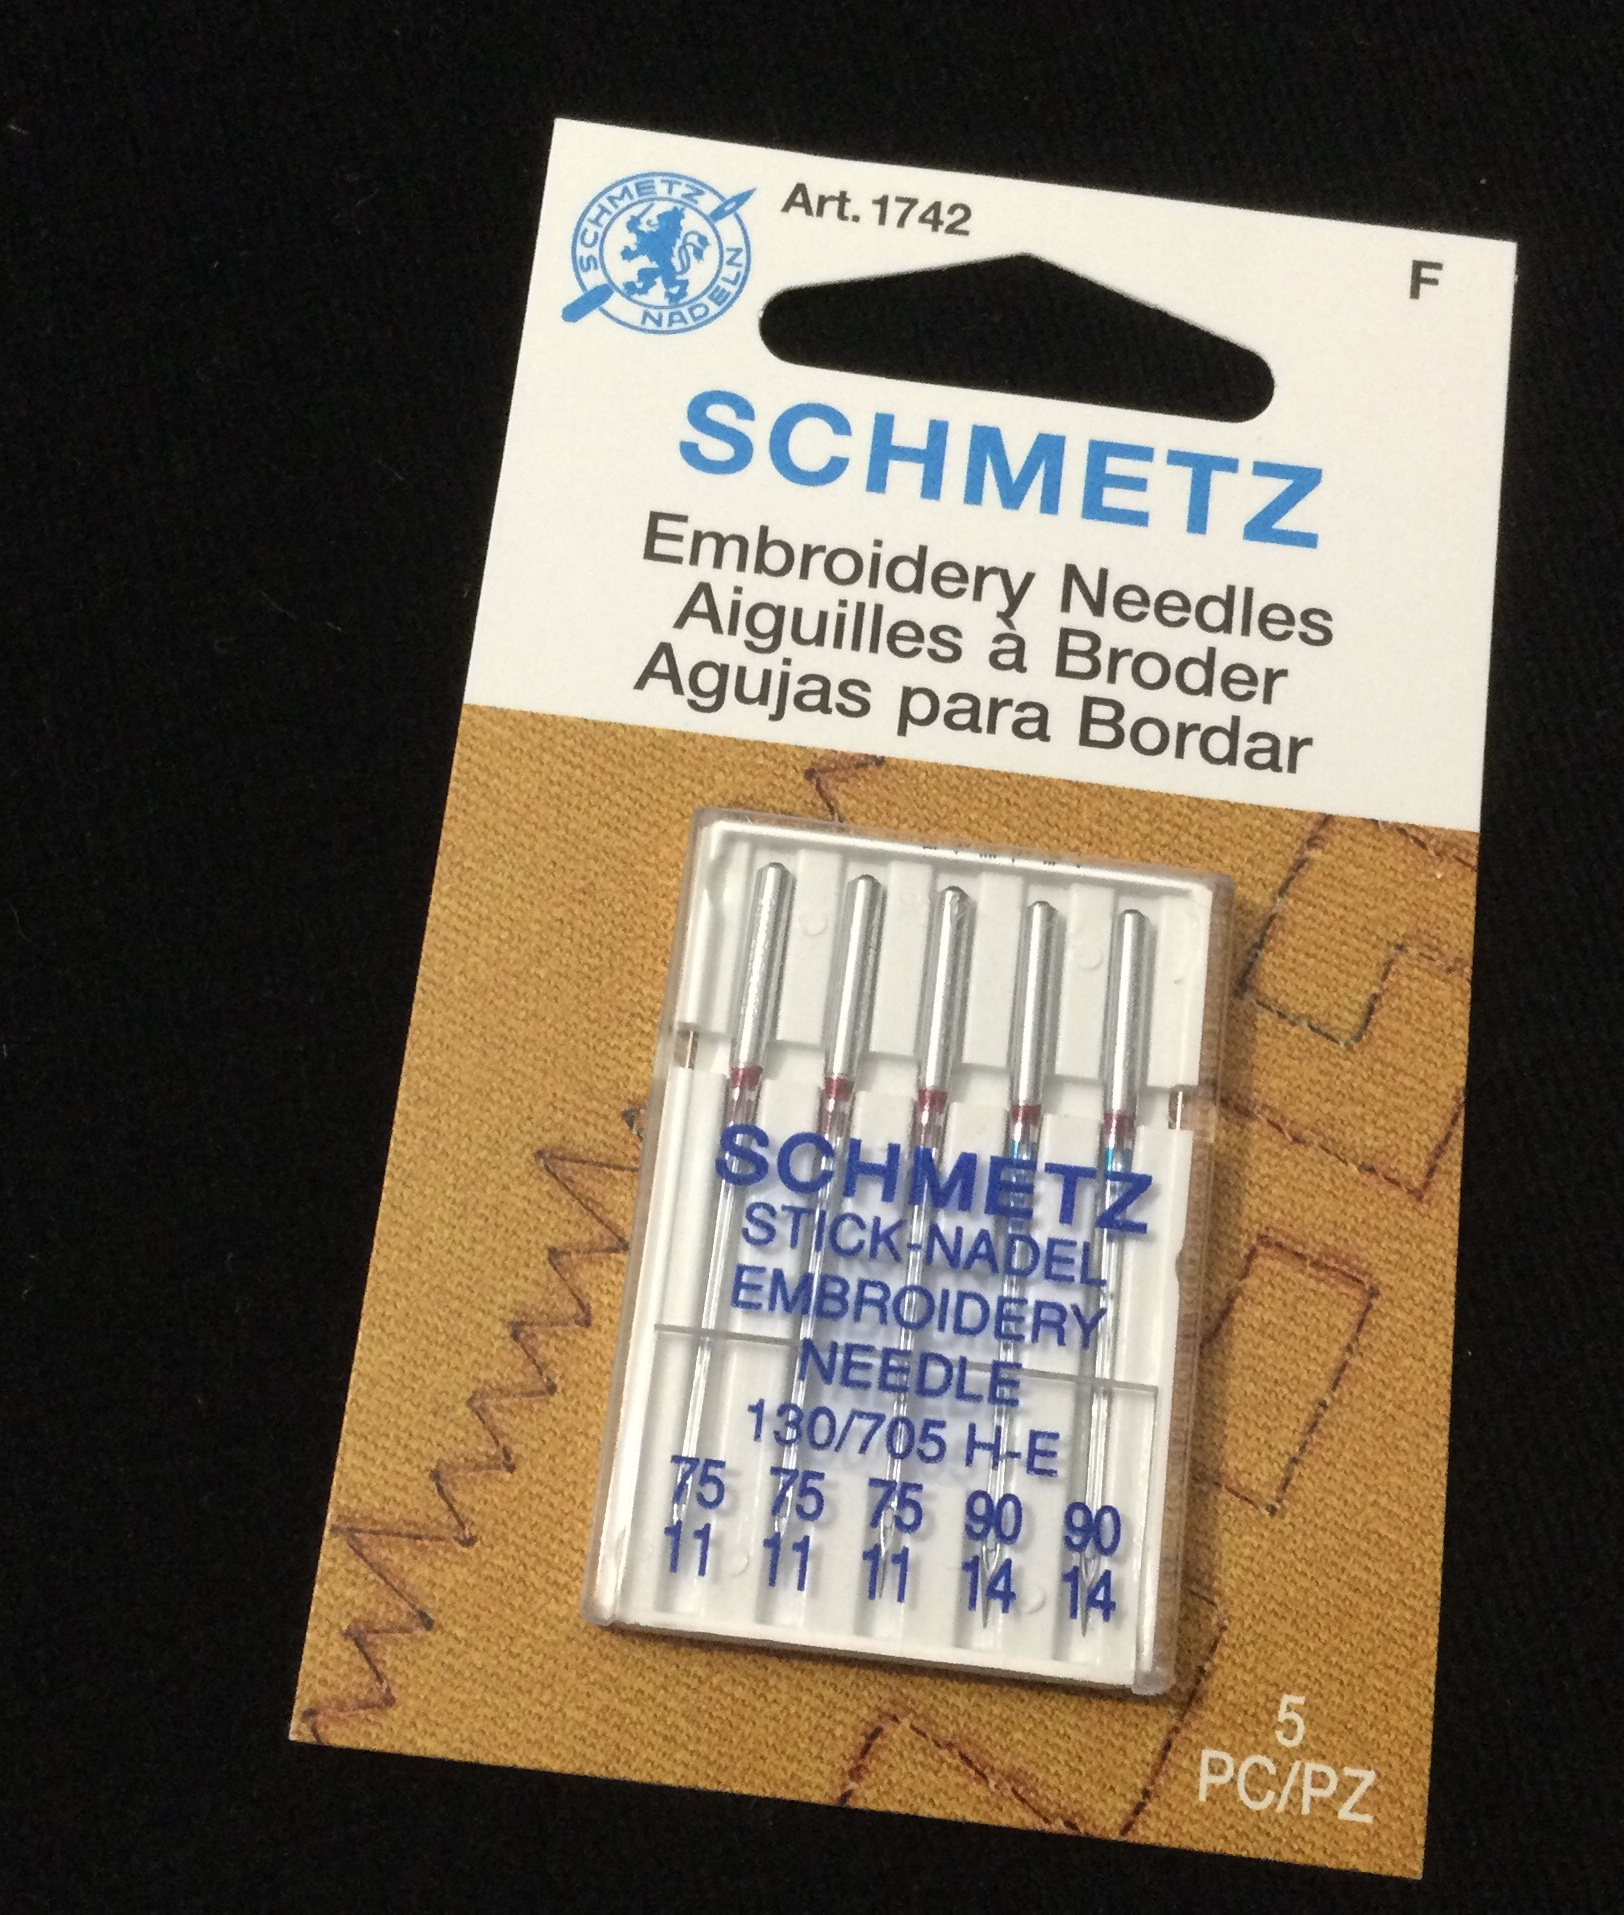 SCHMETZ
NADELN
Art. 1742
F
SCHMETZ
Embroidery Needles
Aiguilles à Broder
Agujas para Bordar
SCHMETZ
STICK-NADEL
EMBROIDERY
NEEDLE
130/705 H-E
75 75 75 90 90
11 11 11 14 14
5
PC/PZ